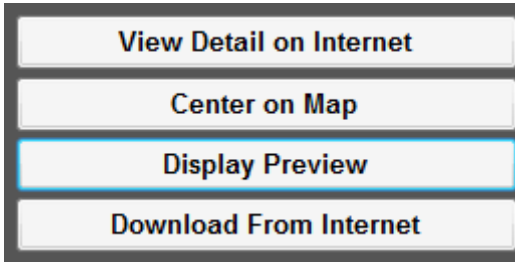 View Detail on Internet
Center on Map
Display Preview
Download From Internet